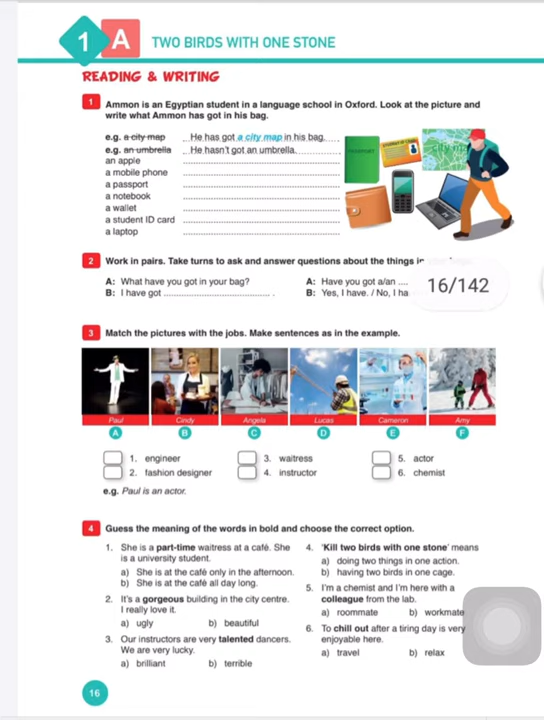 1 A TWO BIRDS WITH ONE STONE
READING & WRITING
1 Ammon is an Egyptian student in a language school in Oxford. Look at the picture and
write what Ammon has got in his bag.
e.g. a city map He has got a city map in his bag.
e.g. an umbrella He hasn't got an umbrella.
an apple
a mobile phone
a passport
a notebook
a wallet
a student ID card
a laptop
PASSPORT
city map
2 Work in pairs. Take turns to ask and answer questions about the things in
A: What have you got in your bag?
B: I have got ........................................ .
A: Have you got a/an ....
B: Yes, I have. / No, I ha
16/142
3 Match the pictures with the jobs. Make sentences as in the example.
Paul Cindy Angela Lucas Cameron Amy
A B C D E F
1. engineer 3. waitress 5. actor
2. fashion designer 4. instructor 6. chemist
e.g. Paul is an actor.
4 Guess the meaning of the words in bold and choose the correct option.
1. She is a part-time waitress at a café. She
is a university student.
a) She is at the café only in the afternoon.
b) She is at the café all day long.
2. It's a gorgeous building in the city centre.
I really love it.
a) ugly b) beautiful
3. Our instructors are very talented dancers.
We are very lucky.
a) brilliant b) terrible
4. 'Kill two birds with one stone' means
a) doing two things in one action.
b) having two birds in one cage.
5. I'm a chemist and I'm here with a
colleague from the lab.
a) roommate b) workmate
6. To chill out after a tiring day is very
enjoyable here.
a) travel b) relax
16